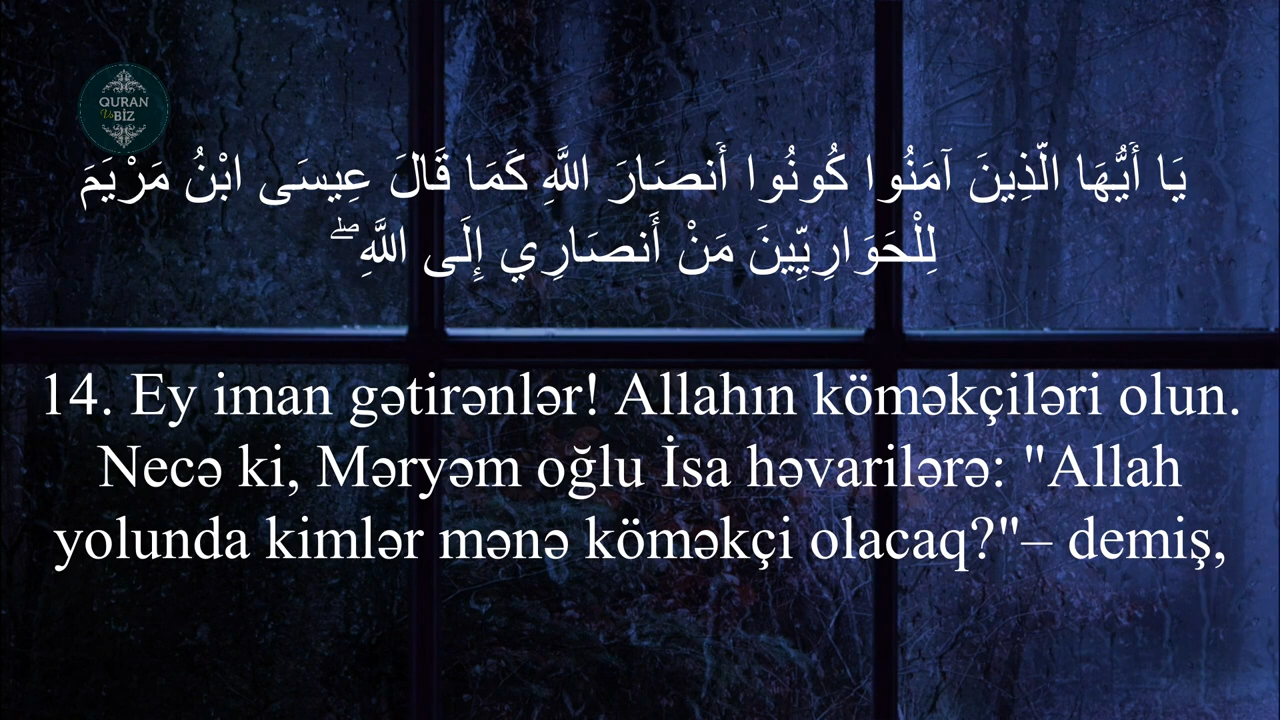 QURAN
Və
BİZ
يَا أَيُّهَا الَّذِينَ آمَنُوا كُونُوا أَنصَارَ اللَّهِ كَمَا قَالَ عِيسَى ابْنُ مَرْيَمَ
لِلْحَوَارِيِّينَ مَنْ أَنصَارِي إِلَى اللَّهِ ۖ
14. Ey iman gətirənlər! Allahın köməkçiləri olun.
Necə ki, Məryəm oğlu İsa həvarilərə: "Allah
yolunda kimlər mənə köməkçi olacaq?"– demiş,